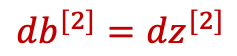 db^{[2]} = dz^{[2]}